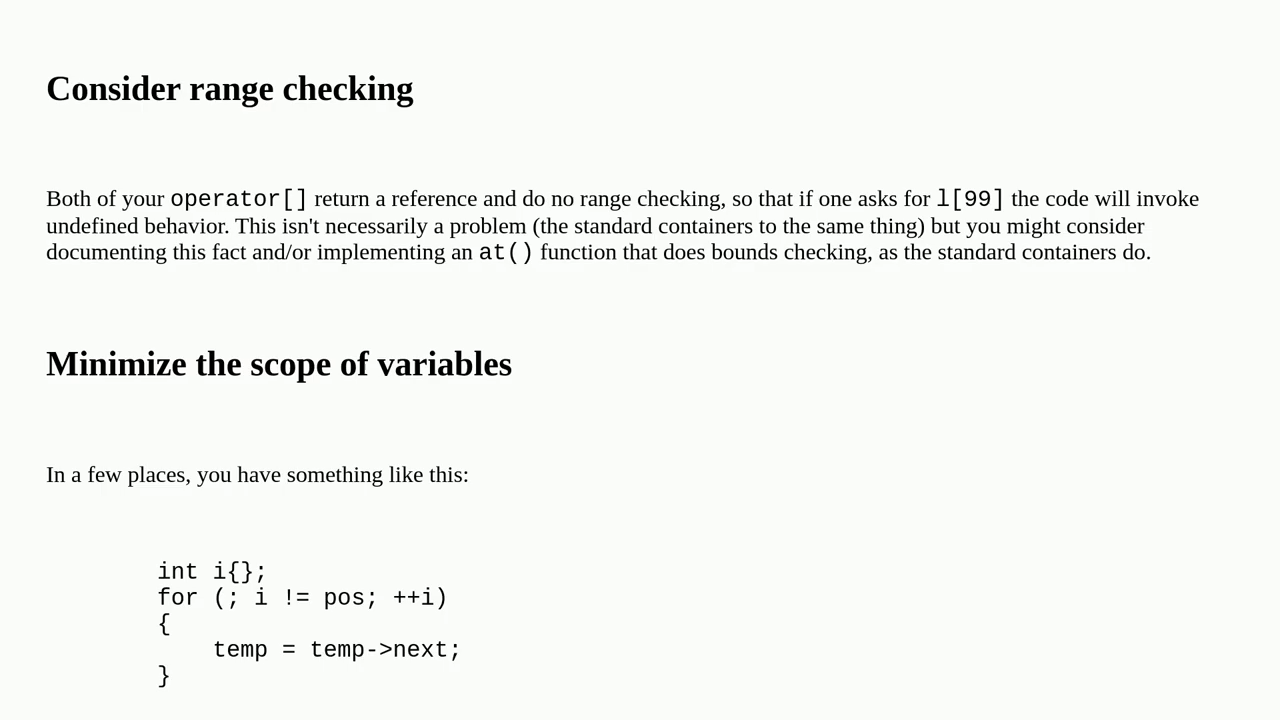 Consider range checking
Both of your operator[] return a reference and do no range checking, so that if one asks for l[99] the code will invoke
undefined behavior. This isn't necessarily a problem (the standard containers to the same thing) but you might consider
documenting this fact and/or implementing an at() function that does bounds checking, as the standard containers do.
Minimize the scope of variables
In a few places, you have something like this:
int i{};
for (; i != pos; ++i)
{
    temp = temp->next;
}